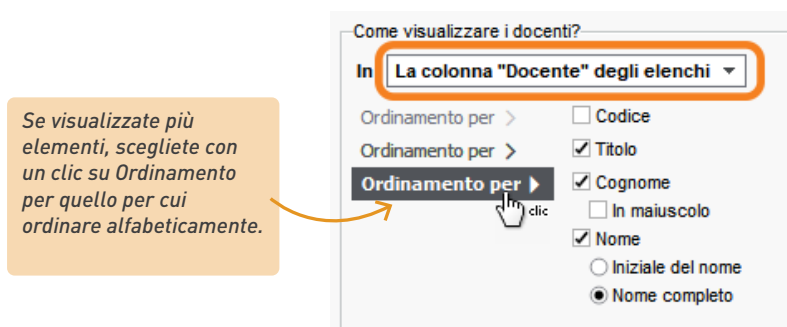 Come visualizzare i docenti?
In La colonna "Docente" degli elenchi
Se visualizzate più
elementi, scegliete con
un clic su Ordinamento
per quello per cui
ordinare alfabeticamente.
Ordinamento per > Codice
Ordinamento per > Titolo
Ordinamento per Cognome
clic In maiuscolo
Nome
Iniziale del nome
Nome completo